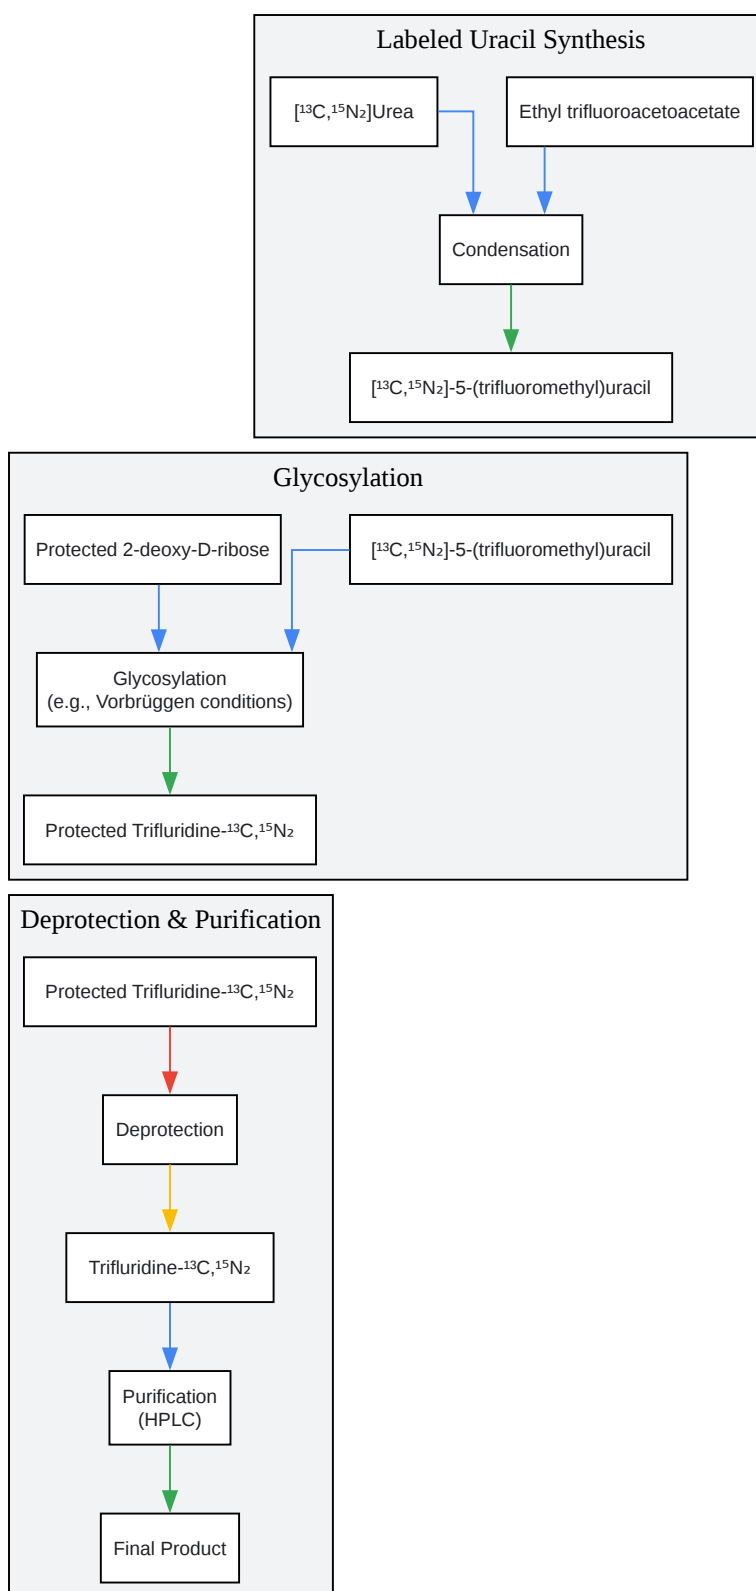 Labeled Uracil Synthesis
[¹³C,¹⁵N₂]Urea
Ethyl trifluoroacetoacetate
Condensation
[¹³C,¹⁵N₂]-5-(trifluoromethyl)uracil
Glycosylation
Protected 2-deoxy-D-ribose
[¹³C,¹⁵N₂]-5-(trifluoromethyl)uracil
Glycosylation
(e.g., Vorbrüggen conditions)
Protected Trifluridine-¹³C,¹⁵N₂
Deprotection & Purification
Protected Trifluridine-¹³C,¹⁵N₂
Deprotection
Trifluridine-¹³C,¹⁵N₂
Purification
(HPLC)
Final Product